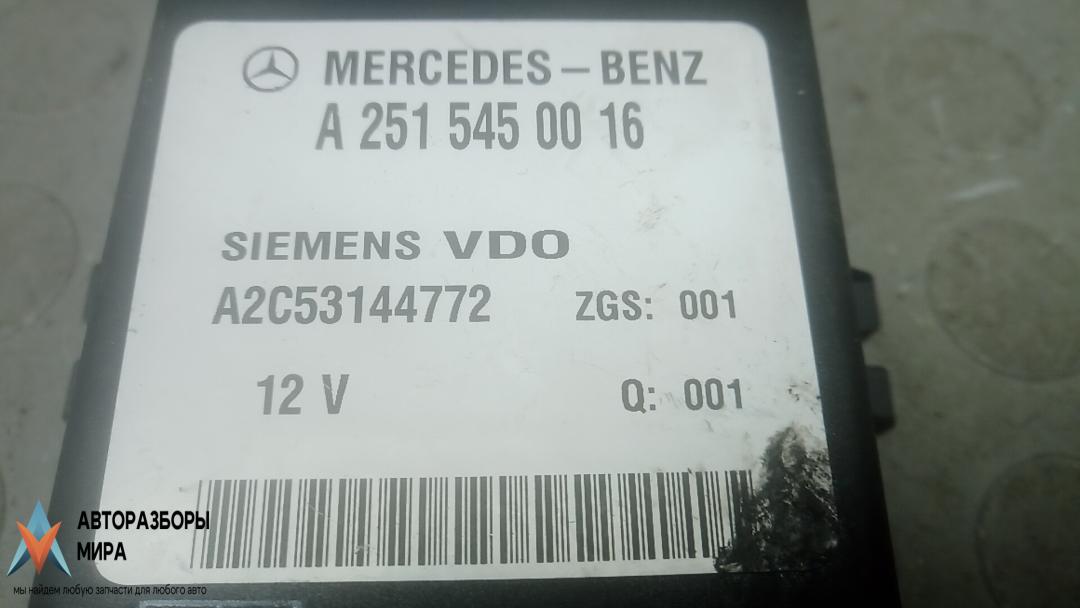 MERCEDES-BENZ
A 251 545 00 16
SIEMENS VDO
A2C53144772 ZGS: 001
12 V Q: 001
АВТОРАЗБОРЫ
МИРА
мы найдем любую запчасти для любого авто